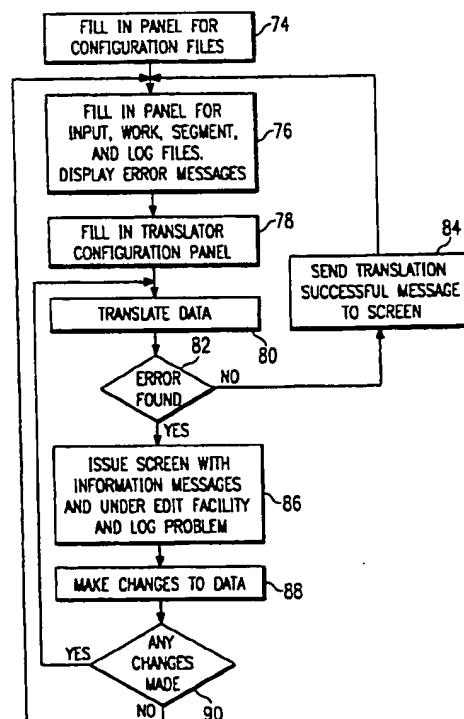 FILL IN PANEL FOR
CONFIGURATION FILES
74
FILL IN PANEL FOR
INPUT, WORK, SEGMENT,
AND LOG FILES.
DISPLAY ERROR MESSAGES
76
FILL IN TRANSLATOR
CONFIGURATION PANEL
78
84
SEND TRANSLATION
SUCCESSFUL MESSAGE
TO SCREEN
TRANSLATE DATA
80
82
ERROR
FOUND
NO
YES
ISSUE SCREEN WITH
INFORMATION MESSAGES
AND UNDER EDIT FACILITY
AND LOG PROBLEM
86
MAKE CHANGES TO DATA
88
YES
ANY
CHANGES
MADE
NO
90